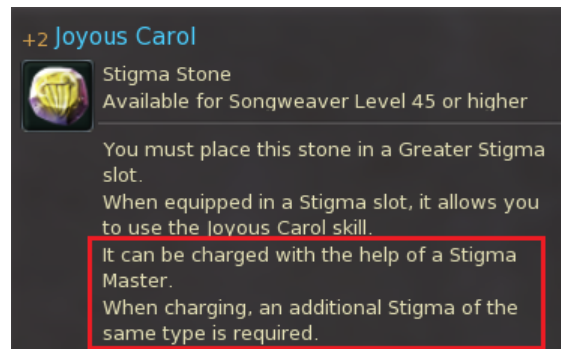 +2 Joyous Carol
Stigma Stone
Available for Songweaver Level 45 or higher
You must place this stone in a Greater Stigma
slot.
When equipped in a Stigma slot, it allows you
to use the Joyous Carol skill.
It can be charged with the help of a Stigma
Master.
When charging, an additional Stigma of the
same type is required.